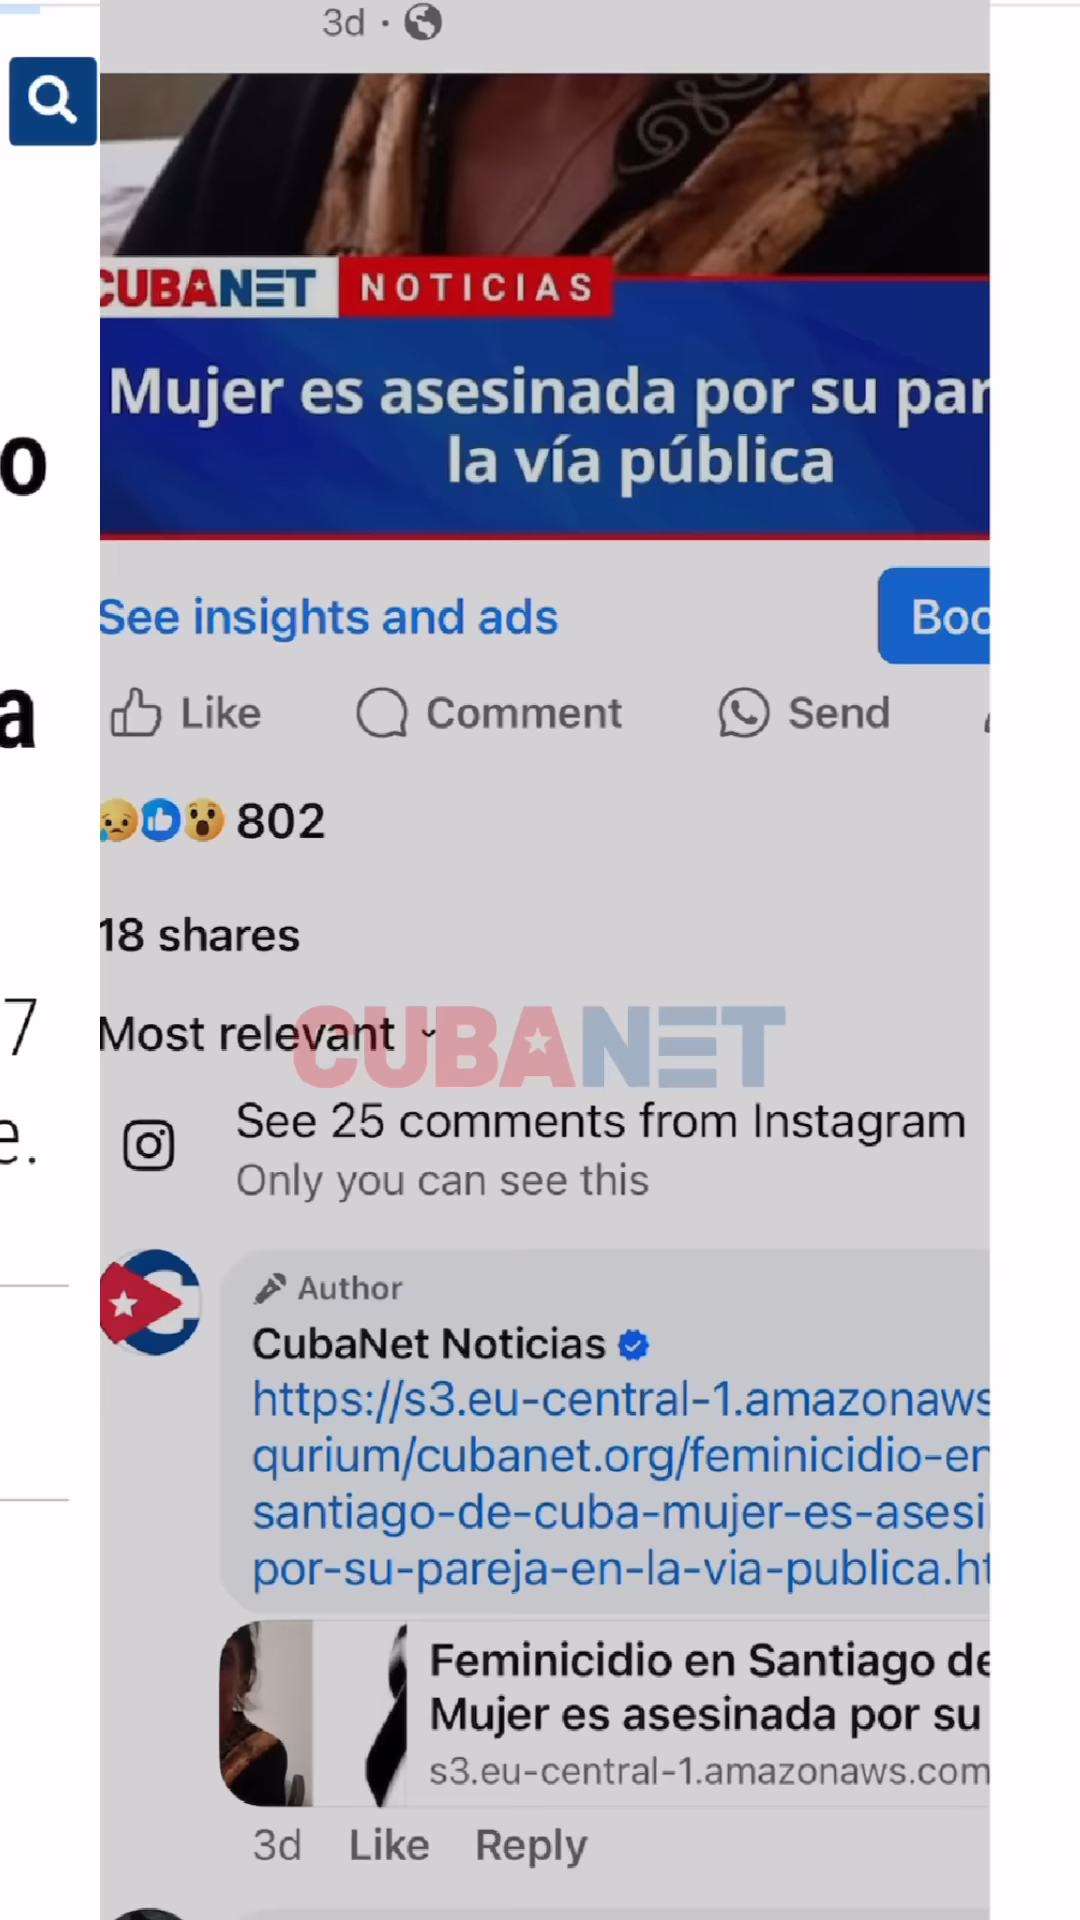 3d
CUBANET NOTICIAS
Mujer es asesinada por su
la vía pública
See insights and ads
Like Comment Send
802
18 shares
Most relevant
CUBANET
See 25 comments from Instagram
Only you can see this
Author
CubaNet Noticias
https://s3.eu-central-1.amazonaws
qurium/cubanet.org/feminicidio-en
santiago-de-cuba-mujer-es-asesi
por-su-pareja-en-la-via-publica.ht
Feminicidio en Santiago de
Mujer es asesinada por su
s3.eu-central-1.amazonaws.com
3d Like Reply
o
a
7
e.